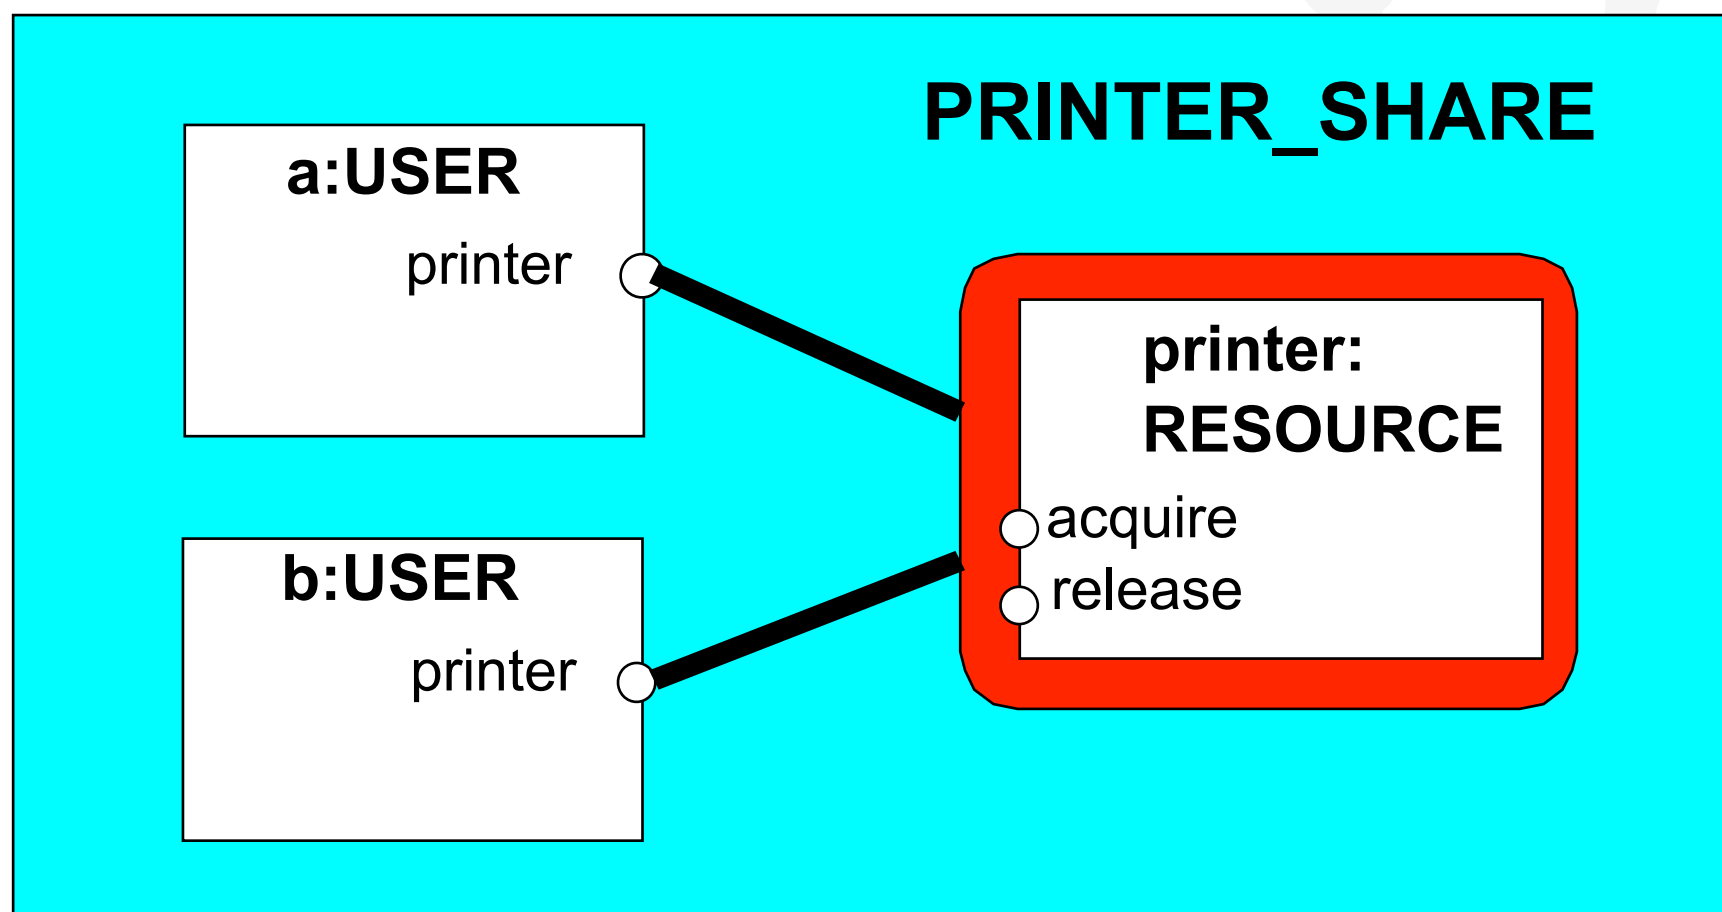 PRINTER_SHARE
a:USER
printer
printer:
RESOURCE
acquire
release
b:USER
printer